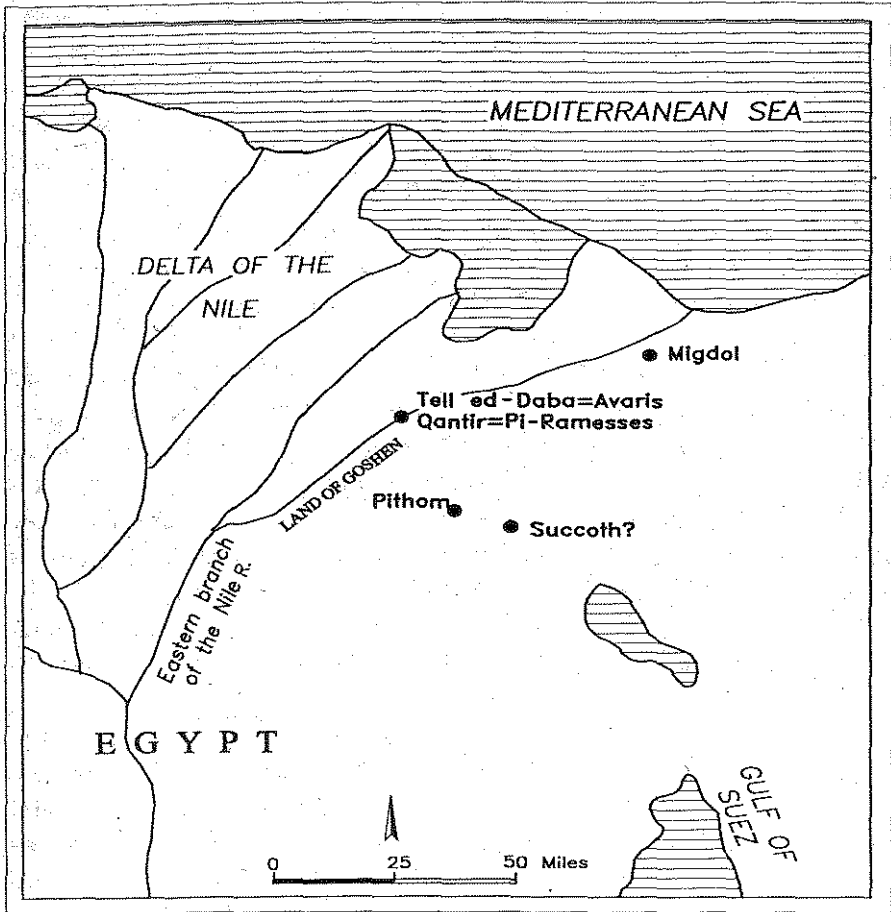 MEDITERRANEAN SEA
DELTA OF THE
NILE
Migdol
Tell ed-Daba=Avaris
Qantir=Pi-Ramesses
LAND OF GOSHEN
Pithom
Succoth?
Eastern branch
of the Nile R.
EGYPT
GULF OF
SUEZ
0 25 50 Miles